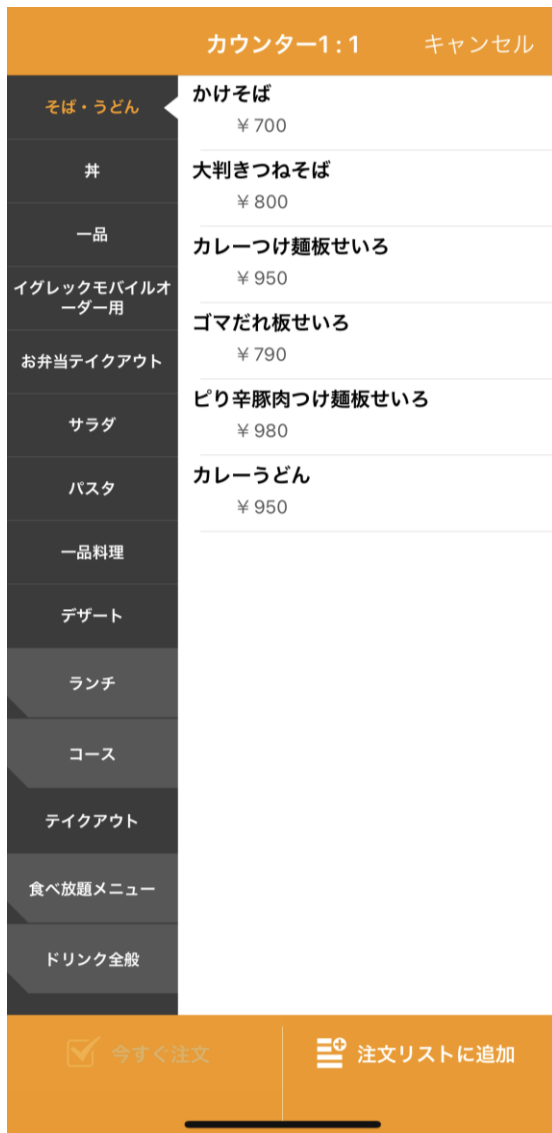 カウンター1 : 1
キャンセル
そば・うどん
丼
一品
イグレックモバイルオ
ーダー用
お弁当テイクアウト
サラダ
パスタ
一品料理
デザート
ランチ
コース
テイクアウト
食べ放題メニュー
ドリンク全般
かけそば
¥ 700
大判きつねそば
¥ 800
カレーつけ麺板せいろ
¥ 950
ゴマだれ板せいろ
¥ 790
ピり辛豚肉つけ麺板せいろ
¥ 980
カレーうどん
¥ 950
今すぐ注文
注文リストに追加